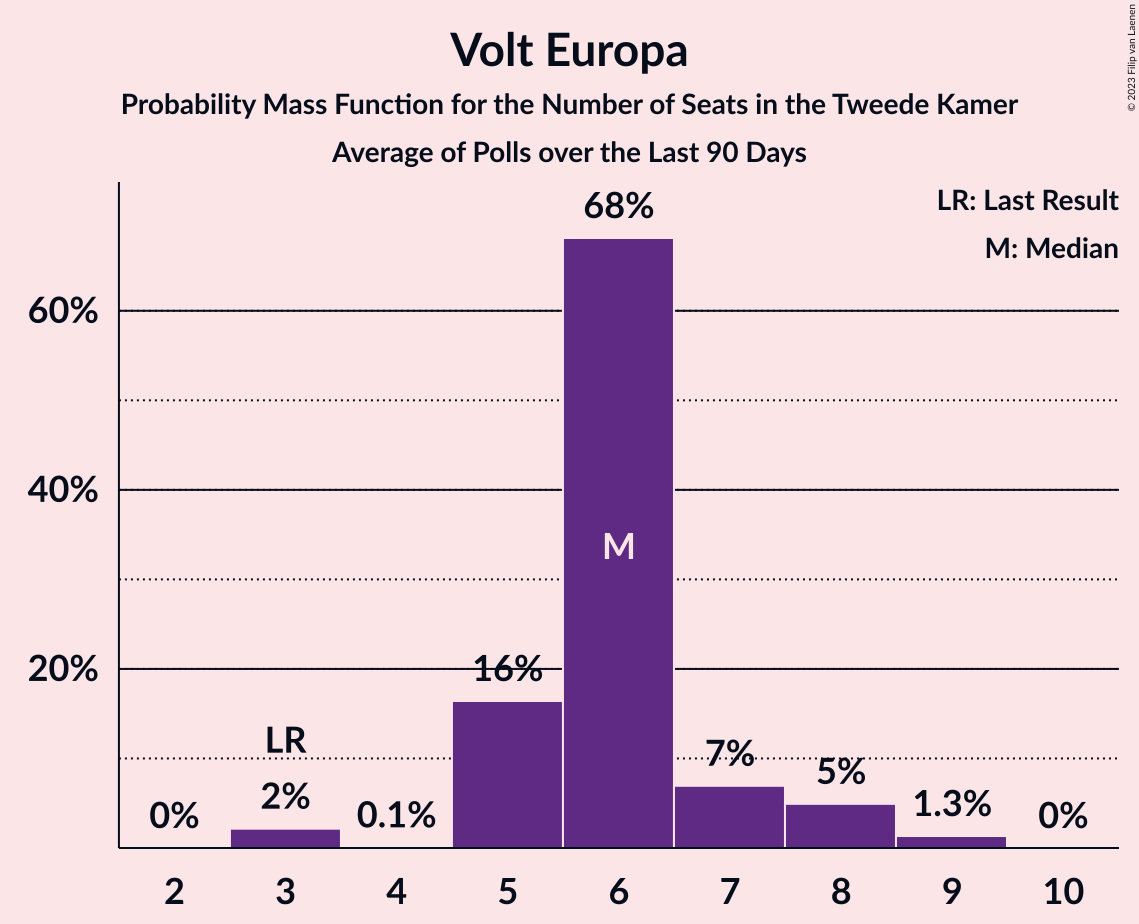 Volt Europa
Probability Mass Function for the Number of Seats in the Tweede Kamer
Average of Polls over the Last 90 Days
© 2023 Filip van Laenen
LR: Last Result
M: Median
68%
60%
40%
20%
M
16%
LR
7%
5%
2%
1.3%
0%
0.1%
0%
2 3 4 5 6 7 8 9 10